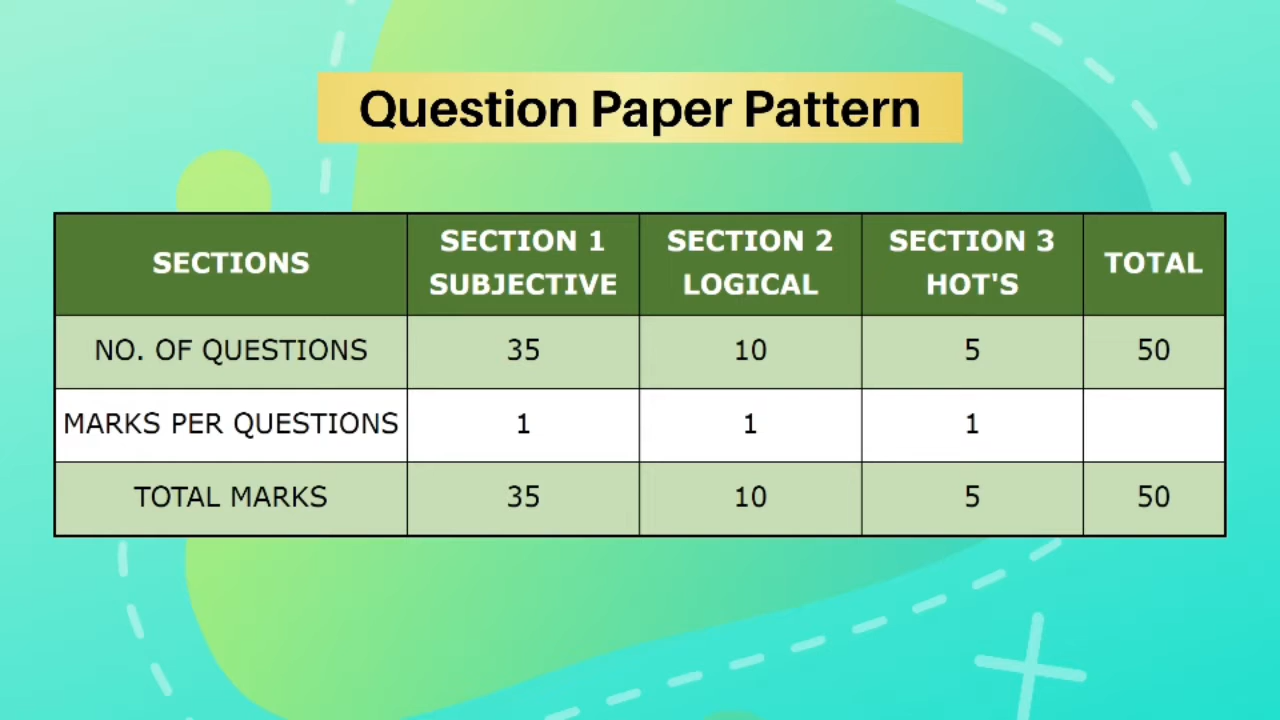 Question Paper Pattern
SECTIONS SECTION 1 SUBJECTIVE SECTION 2 LOGICAL SECTION 3 HOT'S TOTAL
NO. OF QUESTIONS 35 10 5 50
MARKS PER QUESTIONS 1 1 1
TOTAL MARKS 35 10 5 50